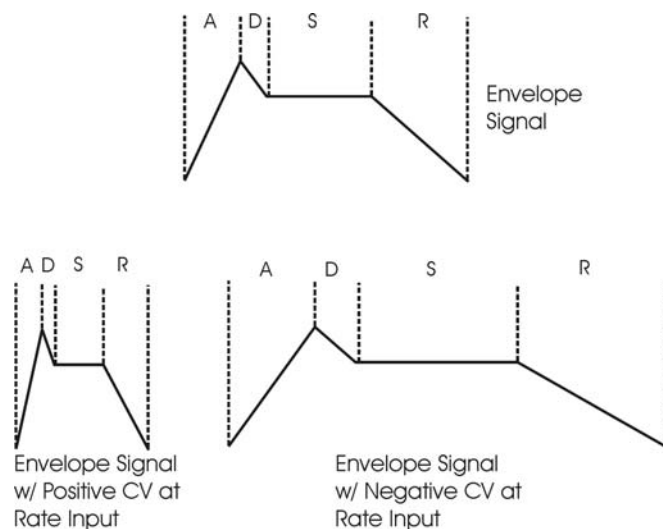 A D S R
Envelope
Signal
A D S R
A D S R
Envelope Signal
w/ Positive CV at
Rate Input
Envelope Signal
w/ Negative CV at
Rate Input